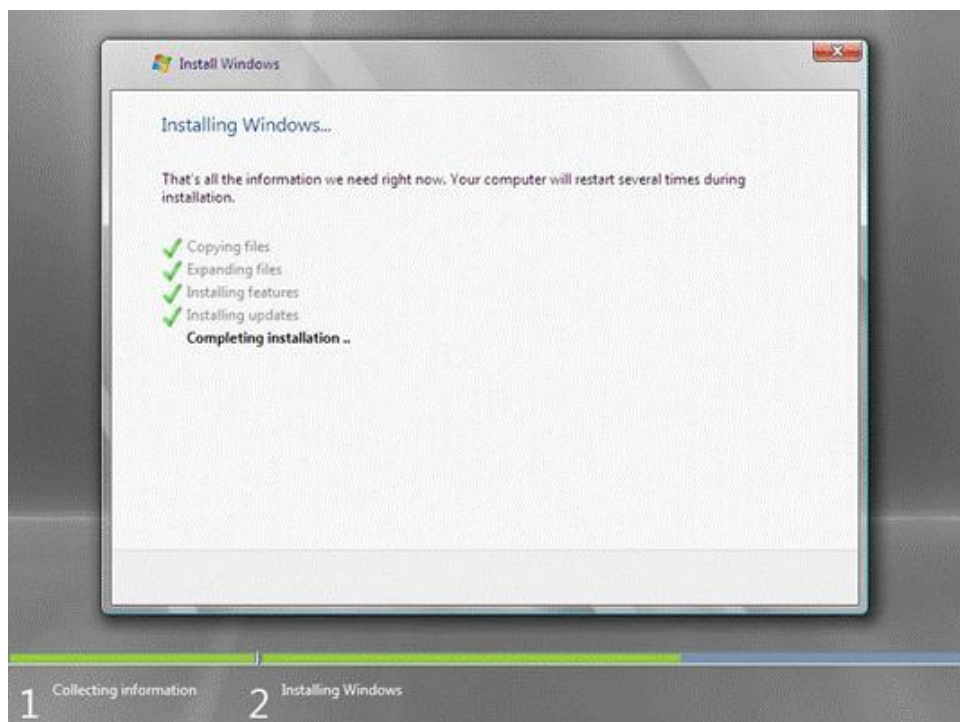 Install Windows
Installing Windows...
That's all the information we need right now. Your computer will restart several times during
installation.
Copying files
Expanding files
Installing features
Installing updates
Completing installation ..
1 Collecting information
2 Installing Windows